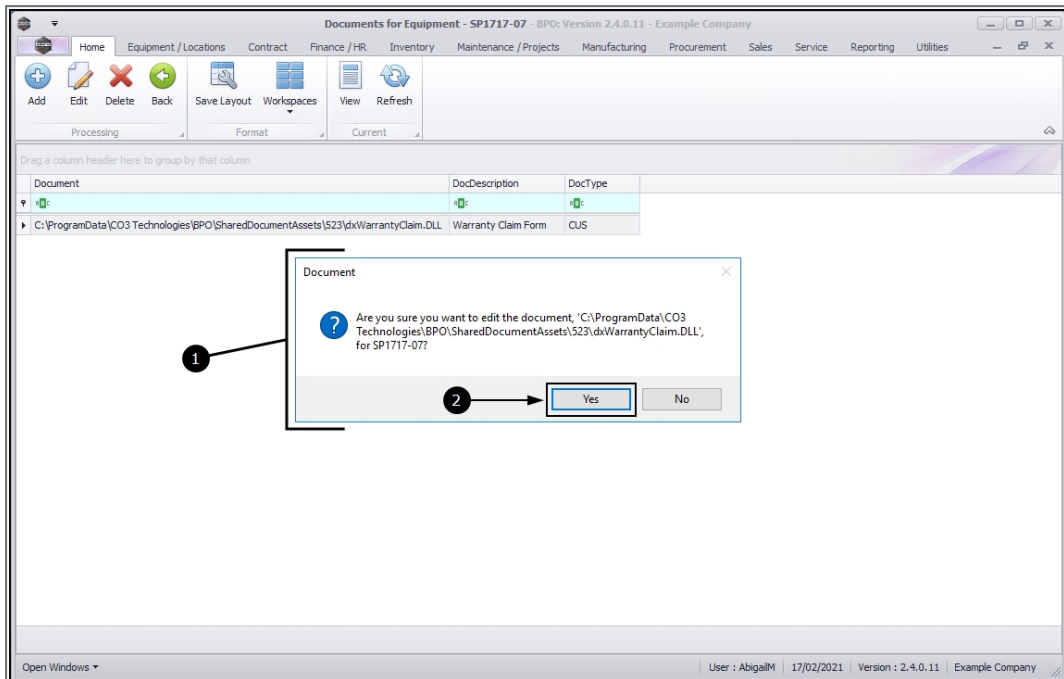 Documents for Equipment - SP1717-07 - BPO: Version 2.4.0.11 - Example Company
Home Equipment / Locations Contract Finance / HR Inventory Maintenance / Projects Manufacturing Procurement Sales Service Reporting Utilities
Add Edit Delete Back Save Layout Workspaces View Refresh
Processing Format Current
Drag a column header here to group by that column
Document DocDescription DocType
C:\ProgramData\CO3 Technologies\BPO\SharedDocumentAssets\523\dxWarrantyClaim.DLL Warranty Claim Form CUS
Document
Are you sure you want to edit the document, 'C:\ProgramData\CO3
Technologies\BPO\SharedDocumentAssets\523\dxWarrantyClaim.DLL',
for SP1717-07?
1
2 Yes No
Open Windows User : AbigailM 17/02/2021 Version : 2.4.0.11 Example Company